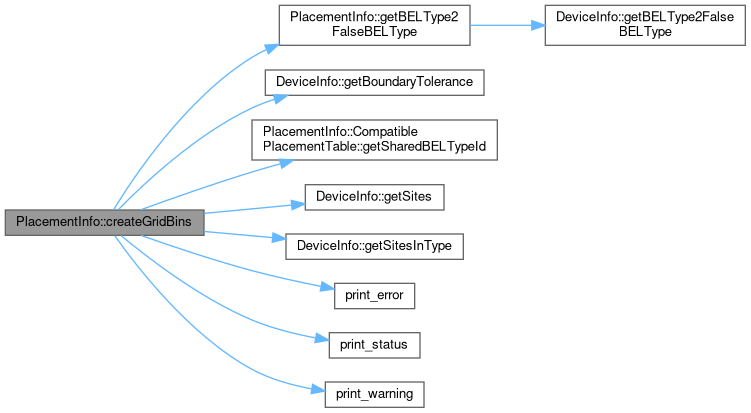 PlacementInfo::createGridBins
PlacementInfo::getBELType2
FalseBELType
DeviceInfo::getBELType2False
BELType
DeviceInfo::getBoundaryTolerance
PlacementInfo::Compatible
PlacementTable::getSharedBELTypeId
DeviceInfo::getSites
DeviceInfo::getSitesInType
print_error
print_status
print_warning